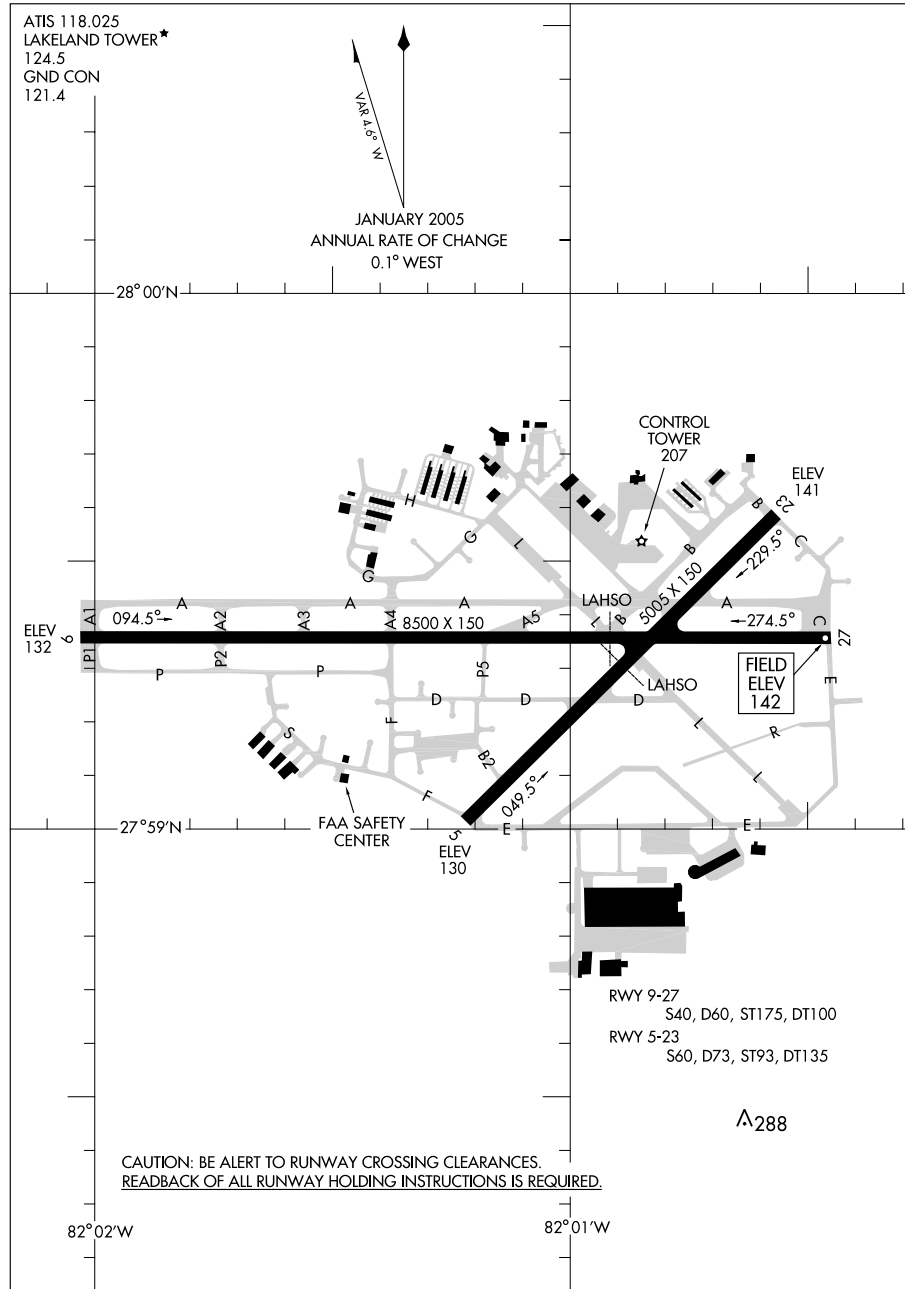 ATIS 118.025
LAKELAND TOWER★
124.5
GND CON
121.4
VAR 4.6° W
JANUARY 2005
ANNUAL RATE OF CHANGE
0.1° WEST
28°00'N
CONTROL
TOWER
207
ELEV
141
23
B
C
H
G
L
B
229.5°
5005 X 150
G
A
A
A
LAHSO
A
A1
094.5°
A2
A3
A4
8500 X 150
A5
L
B
274.5°
C
ELEV
132
9
27
P1
P2
P
P
P5
LAHSO
FIELD
ELEV
142
E
D
D
D
F
S
L
R
B2
L
049.5°
F
FAA SAFETY
CENTER
27°59'N
5
E
E
ELEV
130
RWY 9-27
S40, D60, ST175, DT100
RWY 5-23
S60, D73, ST93, DT135
288
CAUTION: BE ALERT TO RUNWAY CROSSING CLEARANCES.
READBACK OF ALL RUNWAY HOLDING INSTRUCTIONS IS REQUIRED.
82°02'W
82°01'W